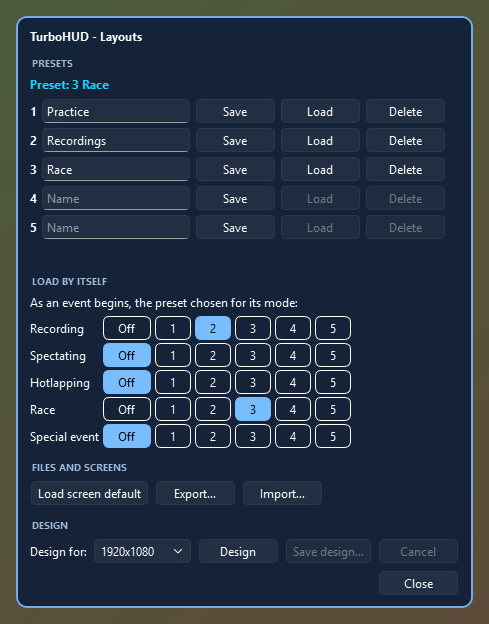 TurboHUD - Layouts
PRESETS
Preset: 3 Race
1 Practice Save Load Delete
2 Recordings Save Load Delete
3 Race Save Load Delete
4 Name Save Load Delete
5 Name Save Load Delete
LOAD BY ITSELF
As an event begins, the preset chosen for its mode:
Recording Off 1 2 3 4 5
Spectating Off 1 2 3 4 5
Hotlapping Off 1 2 3 4 5
Race Off 1 2 3 4 5
Special event Off 1 2 3 4 5
FILES AND SCREENS
Load screen default Export... Import...
DESIGN
Design for: 1920x1080 Design Save design... Cancel
Close